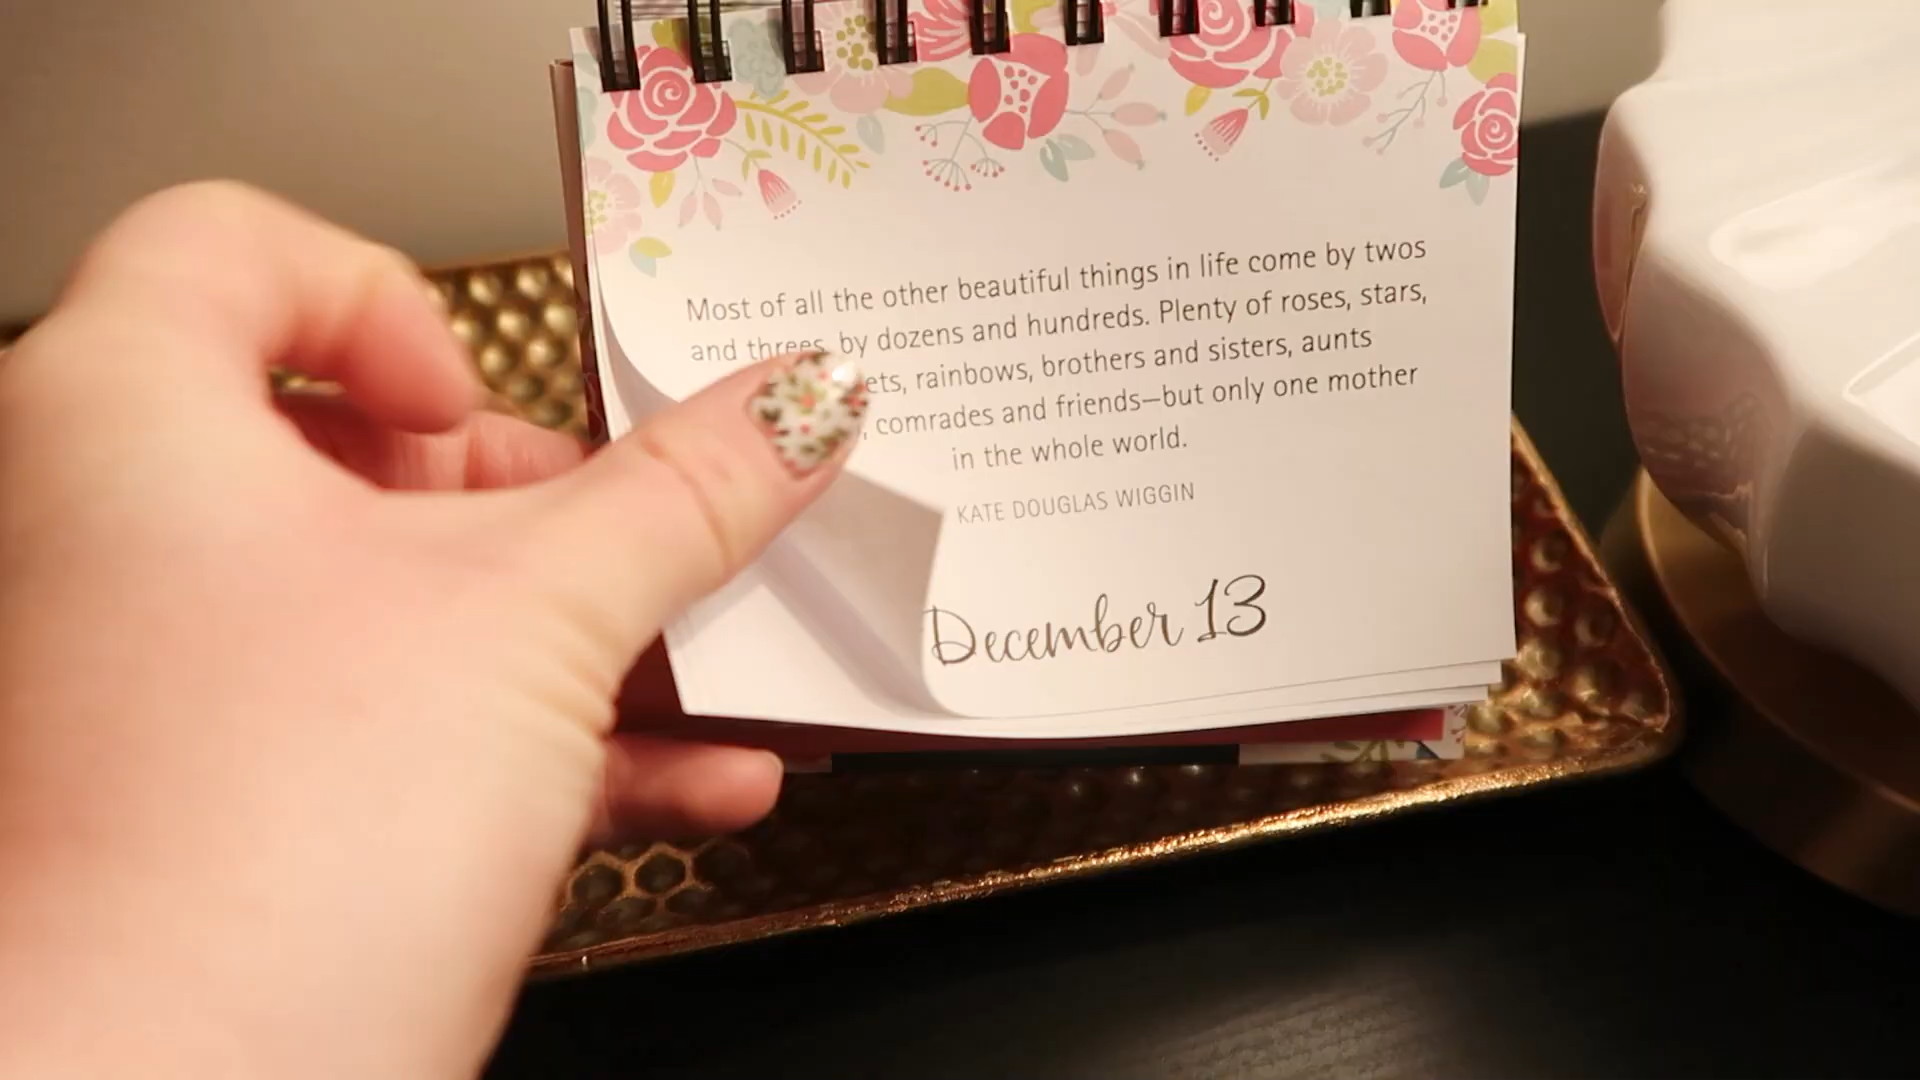 Most of all the other beautiful things in life come by twos
and threes, by dozens and hundreds. Plenty of roses, stars,
rainbows, brothers and sisters, aunts
, comrades and friends—but only one mother
in the whole world.
KATE DOUGLAS WIGGIN
December 13